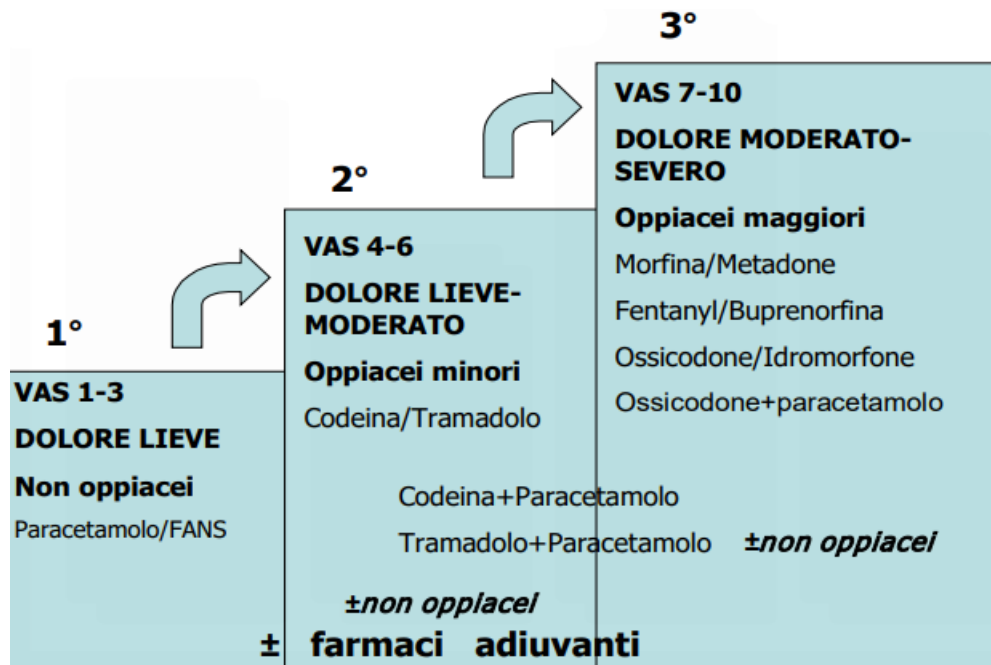 1°
VAS 1-3
DOLORE LIEVE
Non oppiacei
Paracetamolo/FANS
2°
VAS 4-6
DOLORE LIEVE-
MODERATO
Oppiacei minori
Codeina/Tramadolo
Codeina+Paracetamolo
Tramadolo+Paracetamolo
±non oppiacei
3°
VAS 7-10
DOLORE MODERATO-
SEVERO
Oppiacei maggiori
Morfina/Metadone
Fentanyl/Buprenorfina
Ossicodone/Idromorfone
Ossicodone+paracetamolo
±non oppiacei
± farmaci adiuvanti